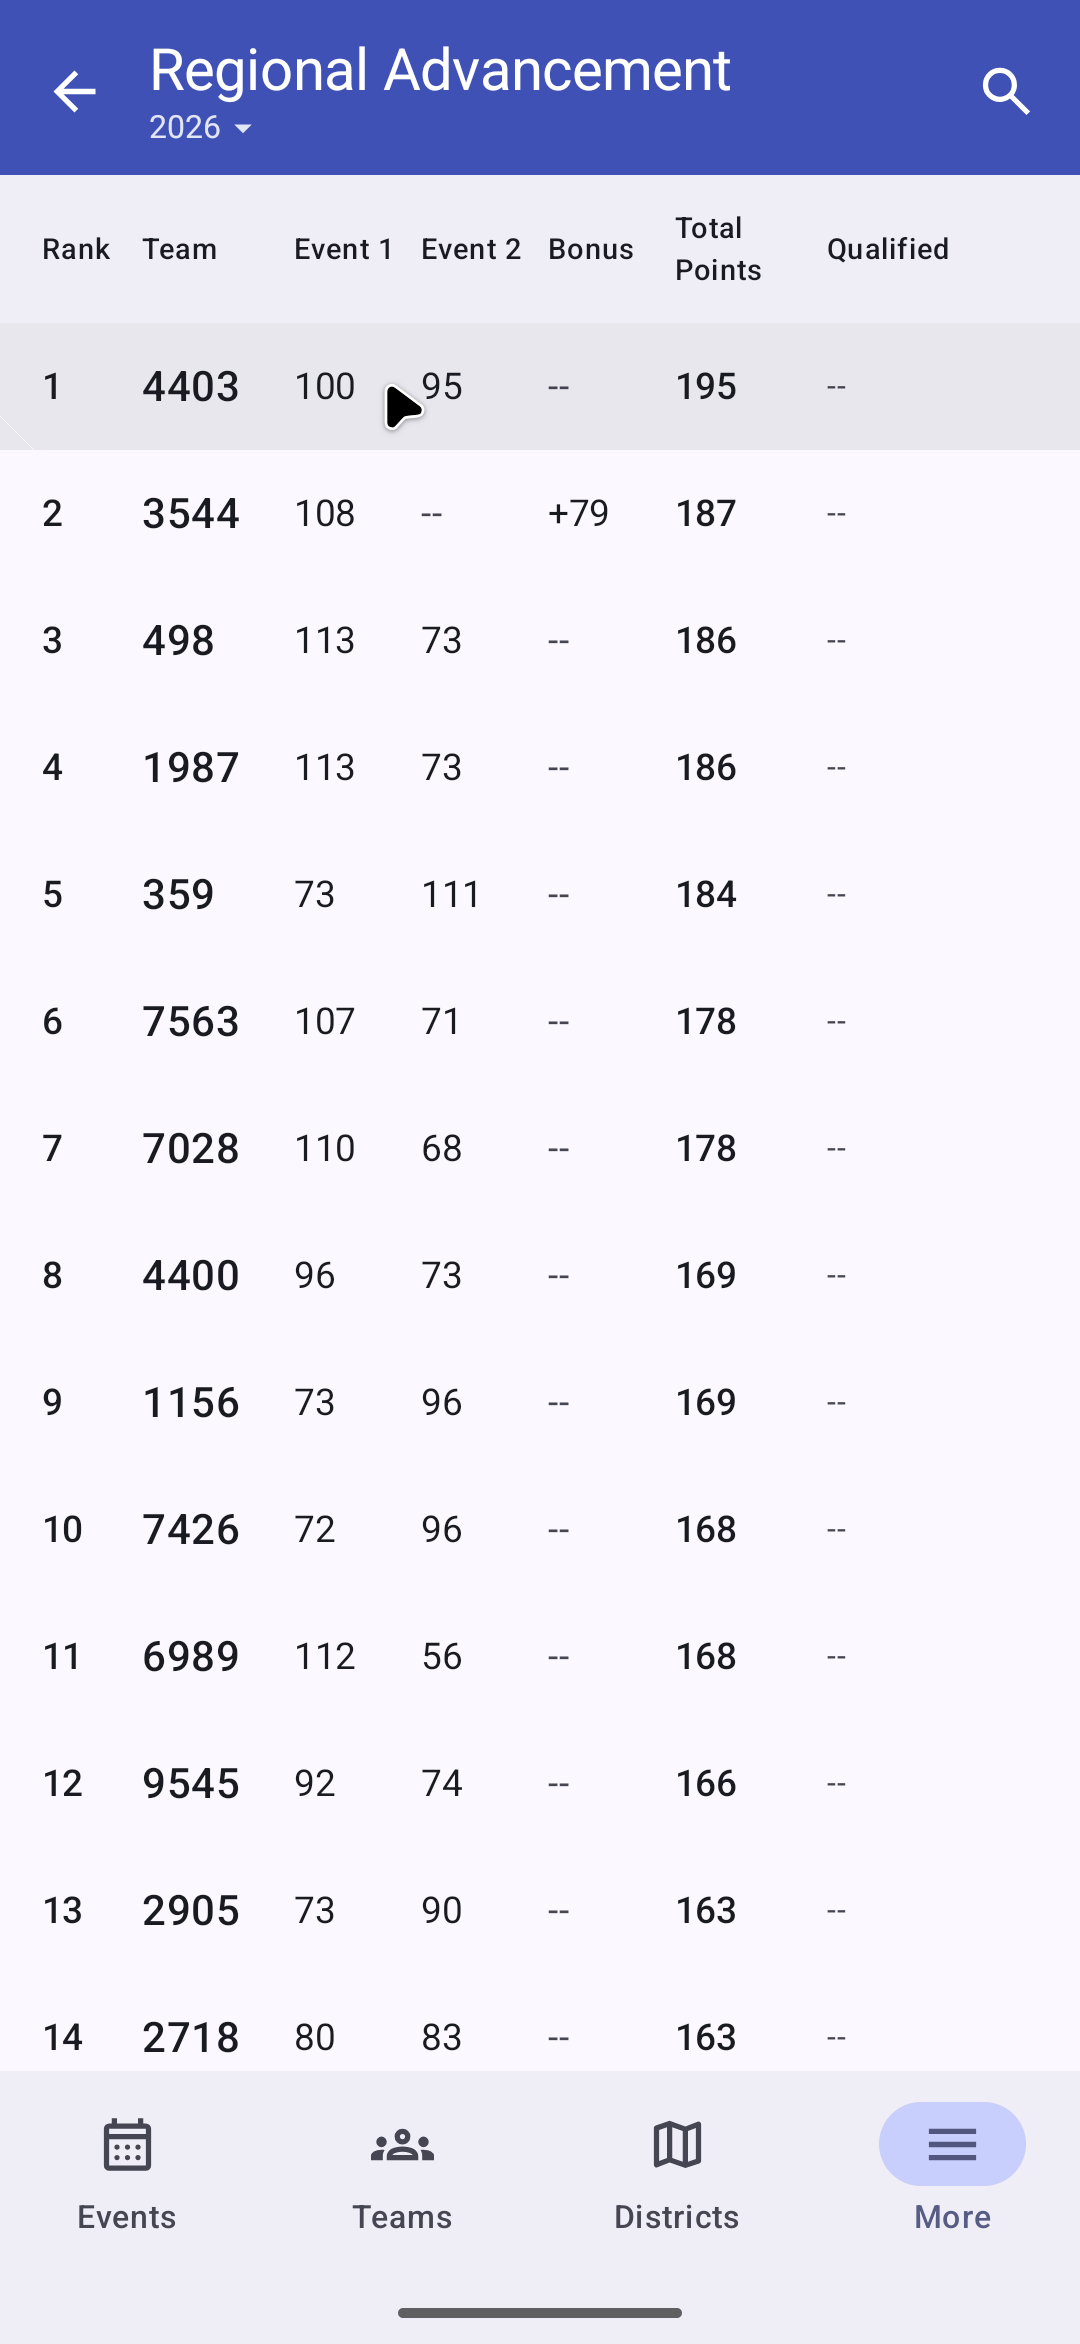 Regional Advancement
2026
Rank Team Event 1 Event 2 Bonus Total Points Qualified
1 4403 100 95 -- 195 --
2 3544 108 -- +79 187 --
3 498 113 73 -- 186 --
4 1987 113 73 -- 186 --
5 359 73 111 -- 184 --
6 7563 107 71 -- 178 --
7 7028 110 68 -- 178 --
8 4400 96 73 -- 169 --
9 1156 73 96 -- 169 --
10 7426 72 96 -- 168 --
11 6989 112 56 -- 168 --
12 9545 92 74 -- 166 --
13 2905 73 90 -- 163 --
14 2718 80 83 -- 163 --
Events Teams Districts More